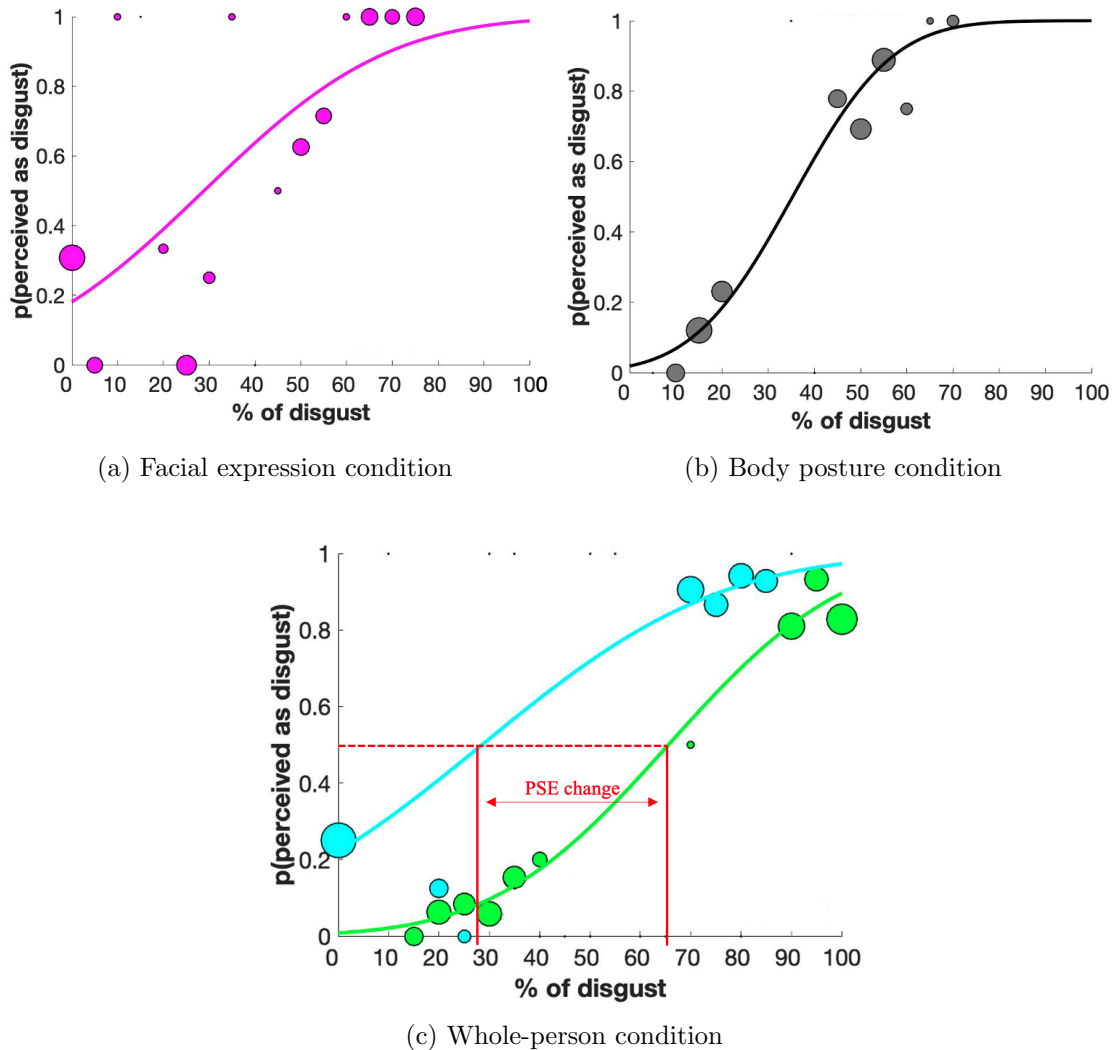 p(perceived as disgust)
1
0.8
0.6
0.4
0.2
0
0 10 20 30 40 50 60 70 80 90 100
% of disgust
(a) Facial expression condition
p(perceived as disgust)
1
0.8
0.6
0.4
0.2
0
0 10 20 30 40 50 60 70 80 90 100
% of disgust
(b) Body posture condition
p(perceived as disgust)
1
0.8
0.6
0.4
0.2
0
PSE change
0 10 20 30 40 50 60 70 80 90 100
% of disgust
(c) Whole-person condition